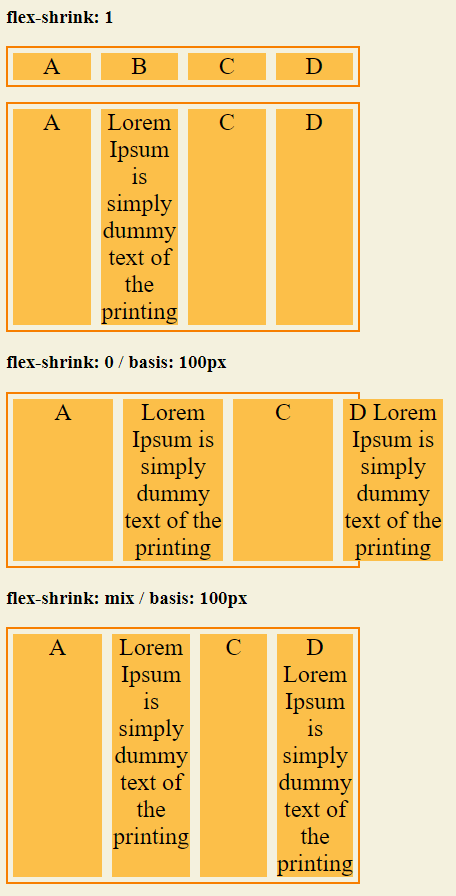 flex-shrink: 1
A B C D
A
Lorem
Ipsum
is
simply
dummy
text of
the
printing
C
D
flex-shrink: 0 / basis: 100px
A
Lorem
Ipsum is
simply
dummy
text of the
printing
C
D Lorem
Ipsum is
simply
dummy
text of the
printing
flex-shrink: mix / basis: 100px
A
Lorem
Ipsum
is
simply
dummy
text of
the
printing
C
D
Lorem
Ipsum
is
simply
dummy
text of
the
printing